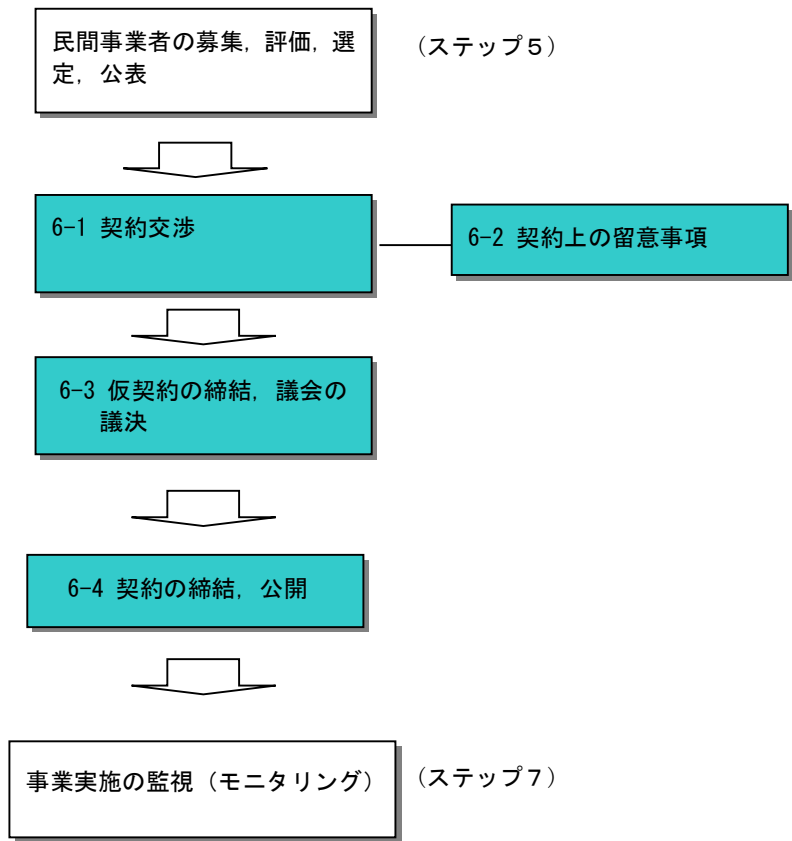 民間事業者の募集，評価，選
定，公表
（ステップ５）
6-1 契約交渉
6-2 契約上の留意事項
6-3 仮契約の締結，議会の
議決
6-4 契約の締結，公開
事業実施の監視（モニタリング）
（ステップ７）